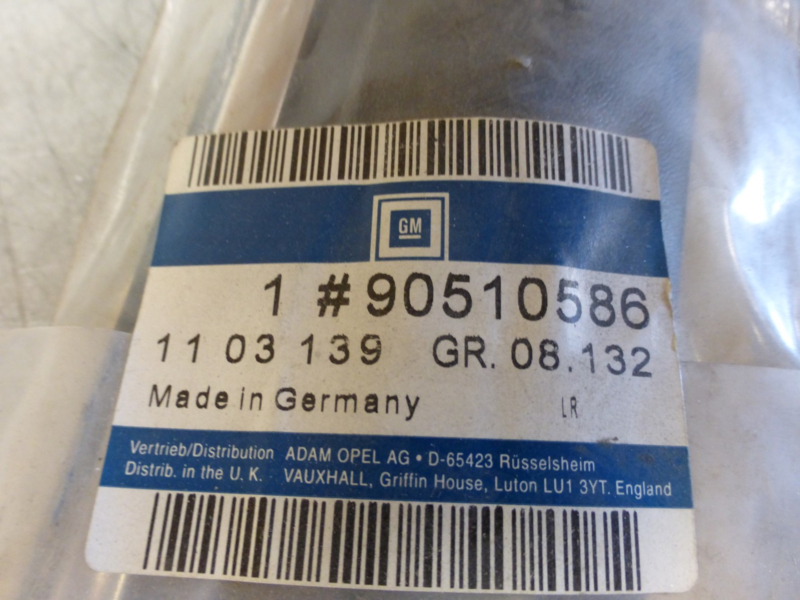 GM
1 #90510586
11 03 139 GR. 08.132
Made in Germany LR
Vertrieb/Distribution ADAM OPEL AG • D-65423 Rüsselsheim
Distrib. in the U. K. VAUXHALL, Griffin House, Luton LU1 3YT. England